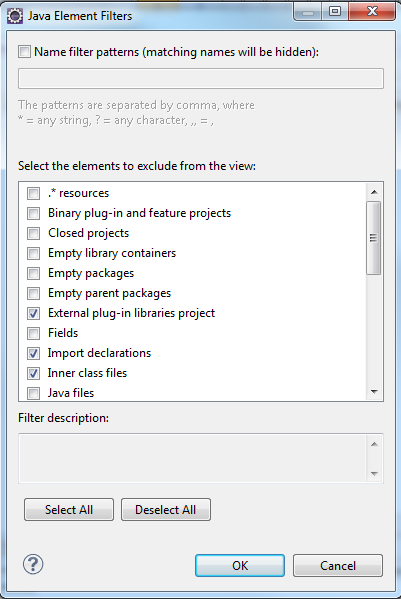 Java Element Filters
Name filter patterns (matching names will be hidden):
The patterns are separated by comma, where
* = any string, ? = any character, ,, = ,
Select the elements to exclude from the view:
.* resources
Binary plug-in and feature projects
Closed projects
Empty library containers
Empty packages
Empty parent packages
External plug-in libraries project
Fields
Import declarations
Inner class files
Java files
Filter description:
Select All Deselect All
? OK Cancel